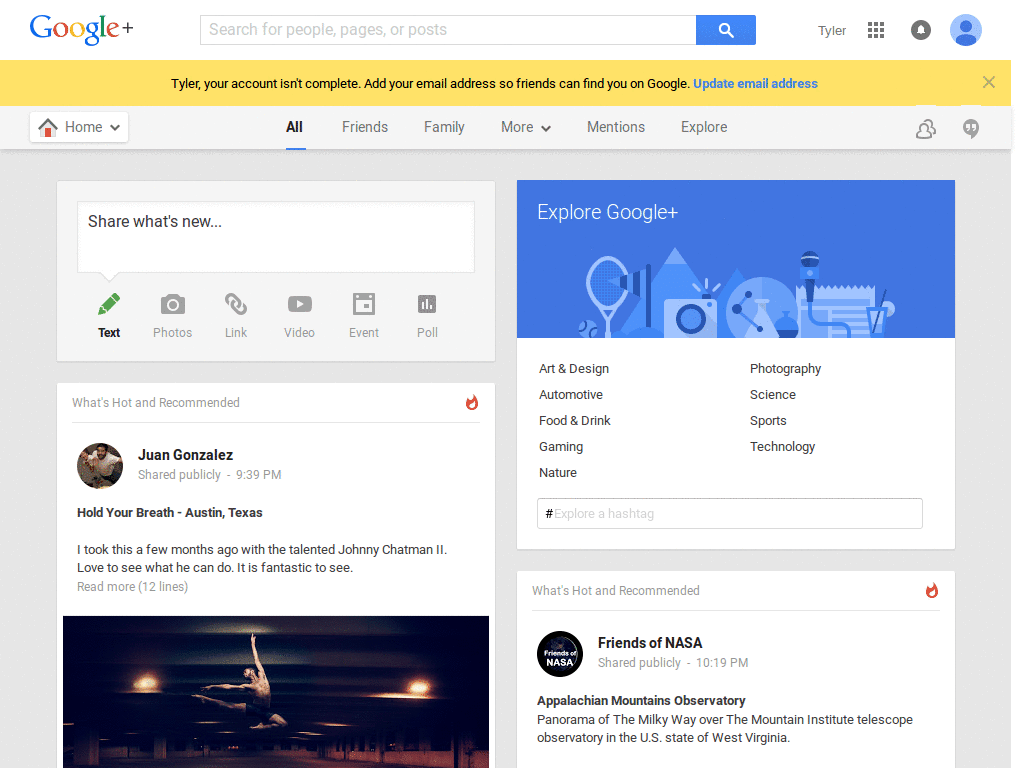 Google+
Search for people, pages, or posts
Tyler
Tyler, your account isn't complete. Add your email address so friends can find you on Google. Update email address
Home
All
Friends
Family
More
Mentions
Explore
Share what's new...
Text
Photos
Link
Video
Event
Poll
What's Hot and Recommended
Juan Gonzalez
Shared publicly - 9:39 PM
Hold Your Breath - Austin, Texas
I took this a few months ago with the talented Johnny Chatman II.
Love to see what he can do. It is fantastic to see.
Read more (12 lines)
Explore Google+
Art & Design
Automotive
Food & Drink
Gaming
Nature
Photography
Science
Sports
Technology
#Explore a hashtag
What's Hot and Recommended
Friends of NASA
Friends of NASA
Shared publicly - 10:19 PM
Appalachian Mountains Observatory
Panorama of The Milky Way over The Mountain Institute telescope
observatory in the U.S. state of West Virginia.